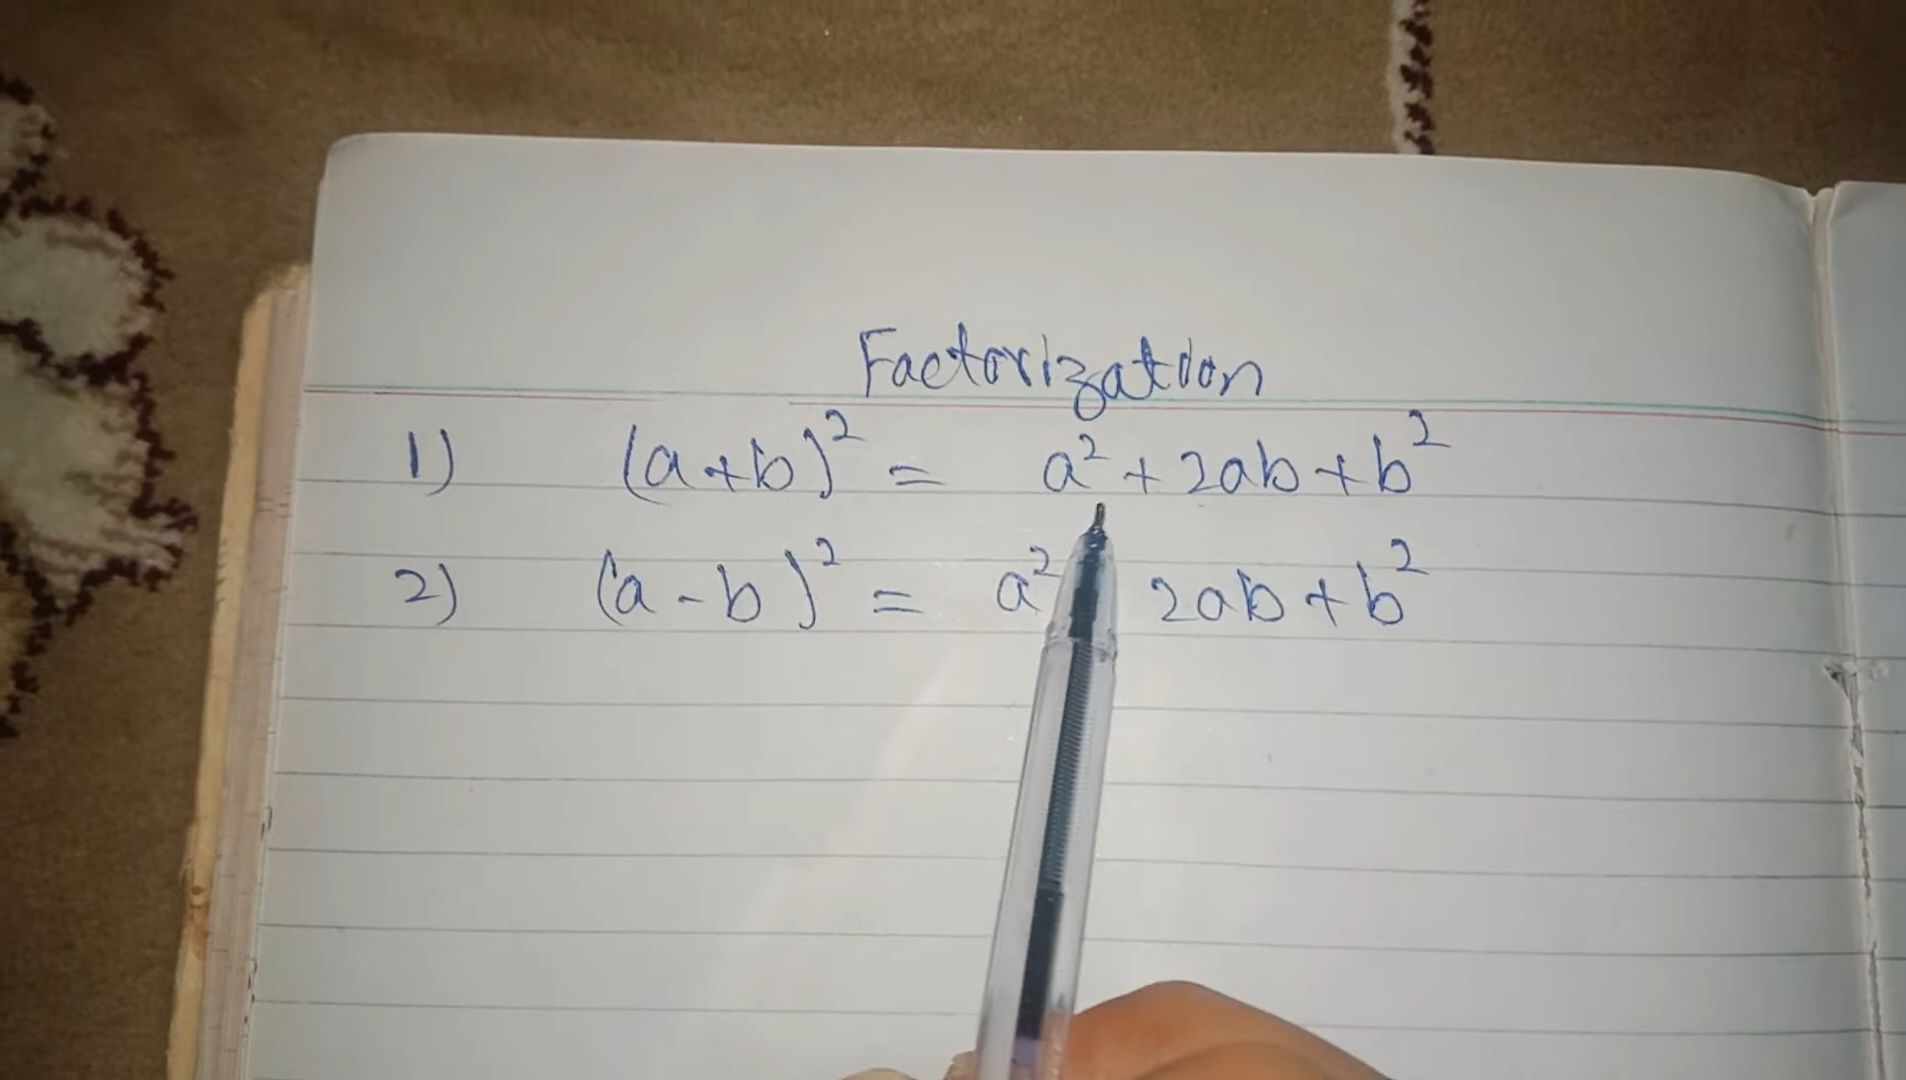 Factorization
1) (a+b)² = a² + 2ab + b²
2) (a-b)² = a² 2ab + b²